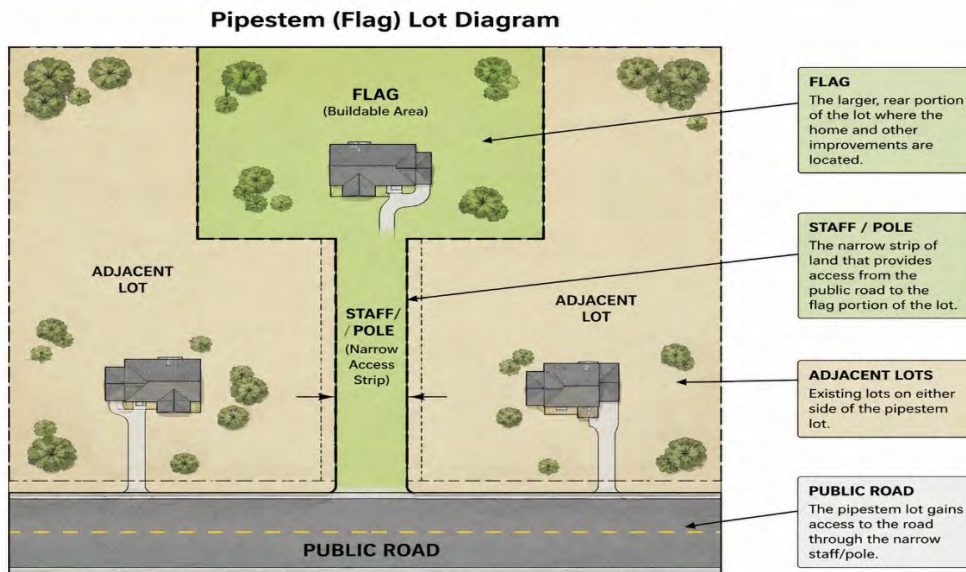 Pipestem (Flag) Lot Diagram
FLAG
(Buildable Area)
ADJACENT
LOT
STAFF/
/ POLE
(Narrow
Access
Strip)
ADJACENT
LOT
PUBLIC ROAD
FLAG
The larger, rear portion
of the lot where the
home and other
improvements are
located.
STAFF / POLE
The narrow strip of
land that provides
access from the
public road to the
flag portion of the lot.
ADJACENT LOTS
Existing lots on either
side of the pipestem
lot.
PUBLIC ROAD
The pipestem lot gains
access to the road
through the narrow
staff/pole.